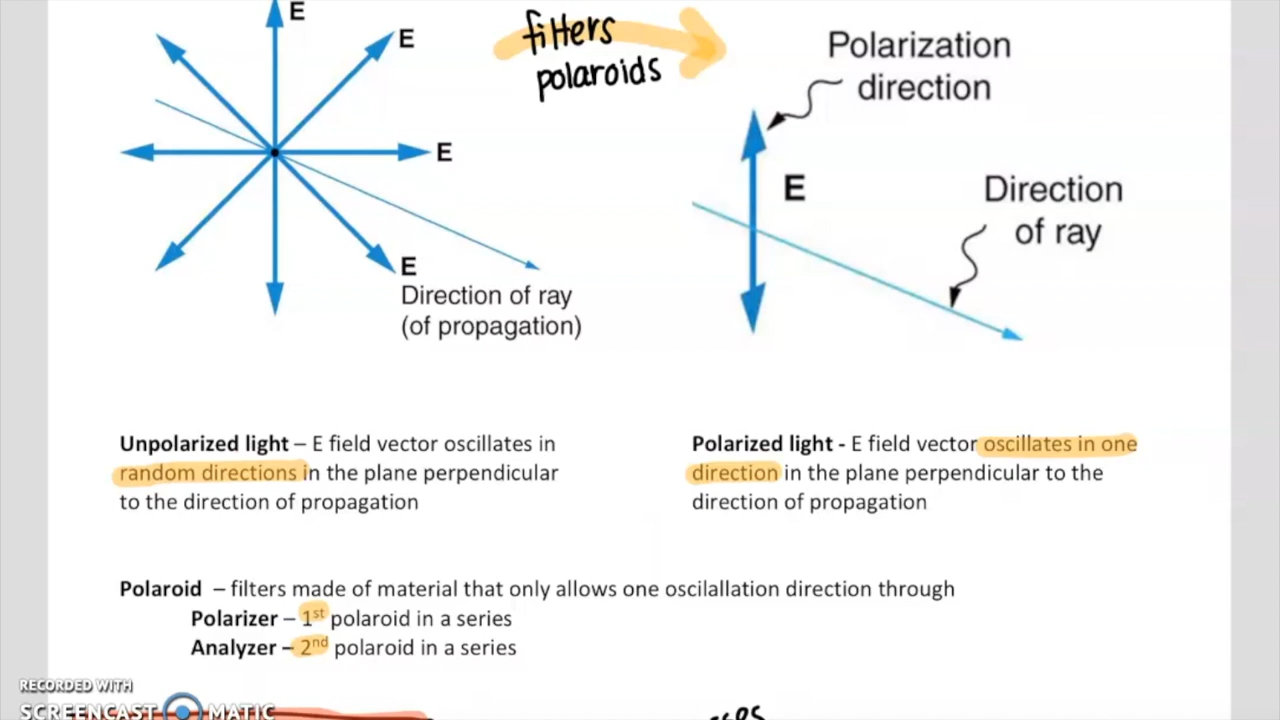 E
E
filters
polaroids
Polarization
direction
E
E
Direction
of ray
E
Direction of ray
(of propagation)
Unpolarized light – E field vector oscillates in
random directions in the plane perpendicular
to the direction of propagation
Polarized light - E field vector oscillates in one
direction in the plane perpendicular to the
direction of propagation
Polaroid – filters made of material that only allows one oscilallation direction through
Polarizer – 1st polaroid in a series
Analyzer – 2nd polaroid in a series
RECORDED WITH
SCREENCAST MATIC